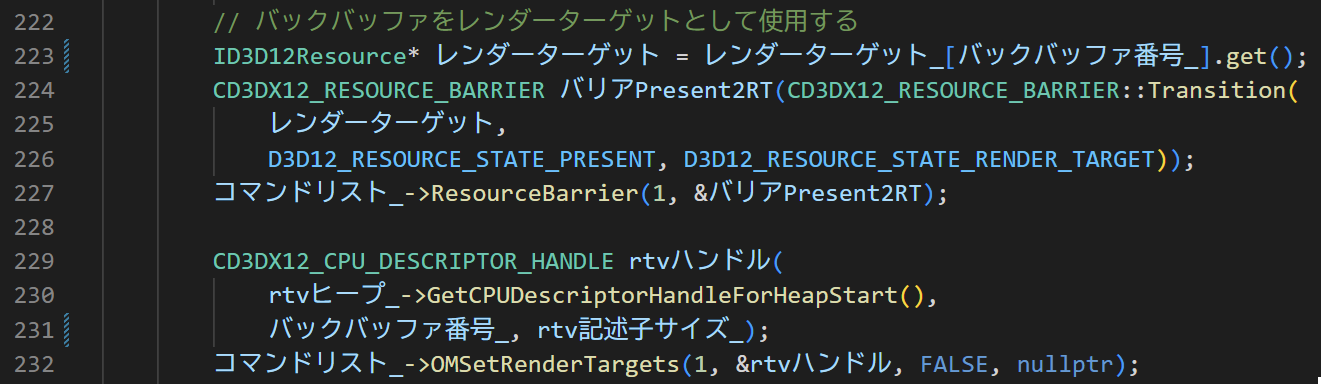 222 // バックバッファをレンダーターゲットとして使用する
223 ID3D12Resource* レンダーターゲット = レンダーターゲット_[バックバッファ番号_].get();
224 CD3DX12_RESOURCE_BARRIER バリアPresent2RT(CD3DX12_RESOURCE_BARRIER::Transition(
225 レンダーターゲット,
226 D3D12_RESOURCE_STATE_PRESENT, D3D12_RESOURCE_STATE_RENDER_TARGET));
227 コマンドリスト_->ResourceBarrier(1, &バリアPresent2RT);
228
229 CD3DX12_CPU_DESCRIPTOR_HANDLE rtvハンドル(
230 rtvヒープ_->GetCPUDescriptorHandleForHeapStart(),
231 バックバッファ番号_, rtv記述子サイズ_);
232 コマンドリスト_->OMSetRenderTargets(1, &rtvハンドル, FALSE, nullptr);